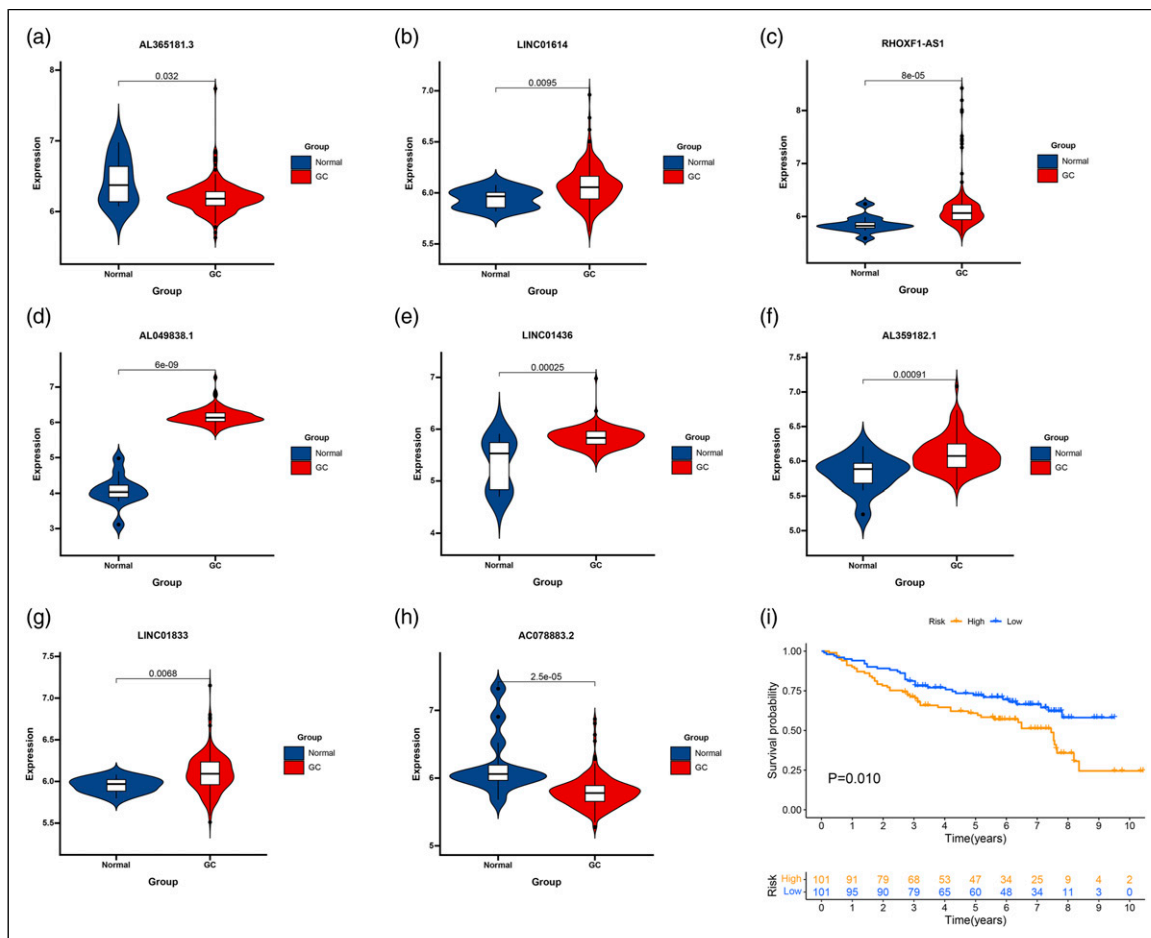 (a)
AL365181.3
0.032
8
7
6
Expression
Normal
GC
Group
Group
Normal
GC
(b)
LINC01614
0.0095
7.0
6.5
6.0
5.5
Expression
Normal
GC
Group
Group
Normal
GC
(c)
RHOXF1-AS1
8e-05
8
7
6
Expression
Normal
GC
Group
Group
Normal
GC
(d)
AL049838.1
6e-09
7
6
5
4
3
Expression
Normal
GC
Group
Group
Normal
GC
(e)
LINC01436
0.00025
7
6
5
4
Expression
Normal
GC
Group
Group
Normal
GC
(f)
AL359182.1
0.00091
7.5
7.0
6.5
6.0
5.5
5.0
Expression
Normal
GC
Group
Group
Normal
GC
(g)
LINC01833
0.0068
7.5
7.0
6.5
6.0
5.5
Expression
Normal
GC
Group
Group
Normal
GC
(h)
AC078883.2
2.5e-05
7
6
5
Expression
Normal
GC
Group
Group
Normal
GC
(i)
Risk High Low
1.00
0.75
0.50
0.25
0.00
Survival probability
P=0.010
0 1 2 3 4 5 6 7 8 9 10
Time(years)
Risk
High 101 91 79 68 53 47 34 25 9 4 2
Low 101 95 90 79 65 60 48 34 11 3 0
0 1 2 3 4 5 6 7 8 9 10
Time(years)